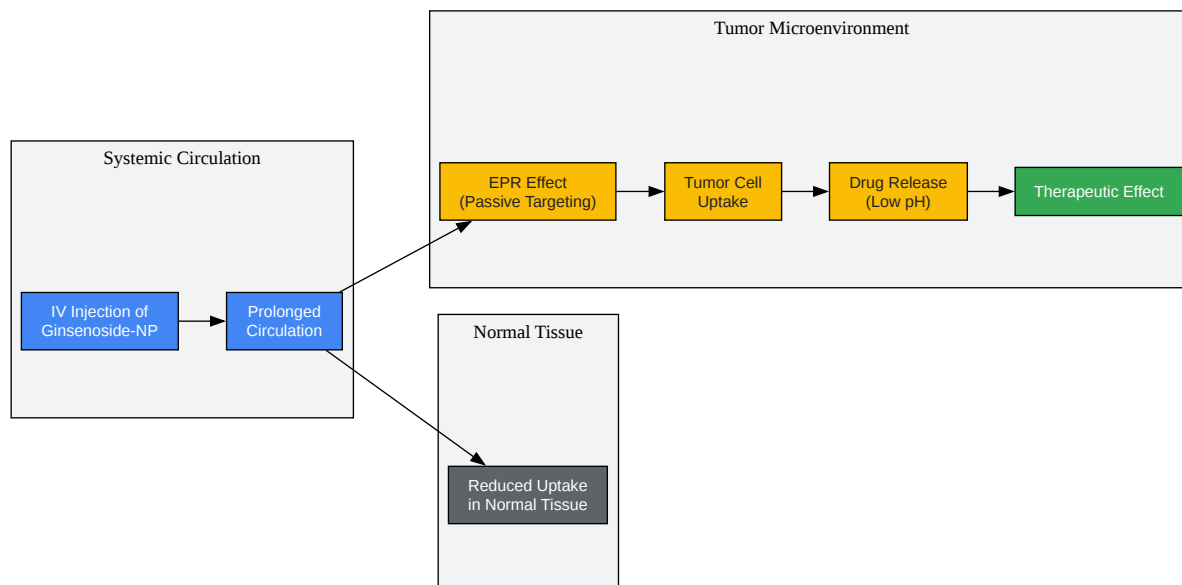 Tumor Microenvironment
Systemic Circulation
EPR Effect
(Passive Targeting)
Tumor Cell
Uptake
Drug Release
(Low pH)
Therapeutic Effect
IV Injection of
Ginsenoside-NP
Prolonged
Circulation
Normal Tissue
Reduced Uptake
in Normal Tissue